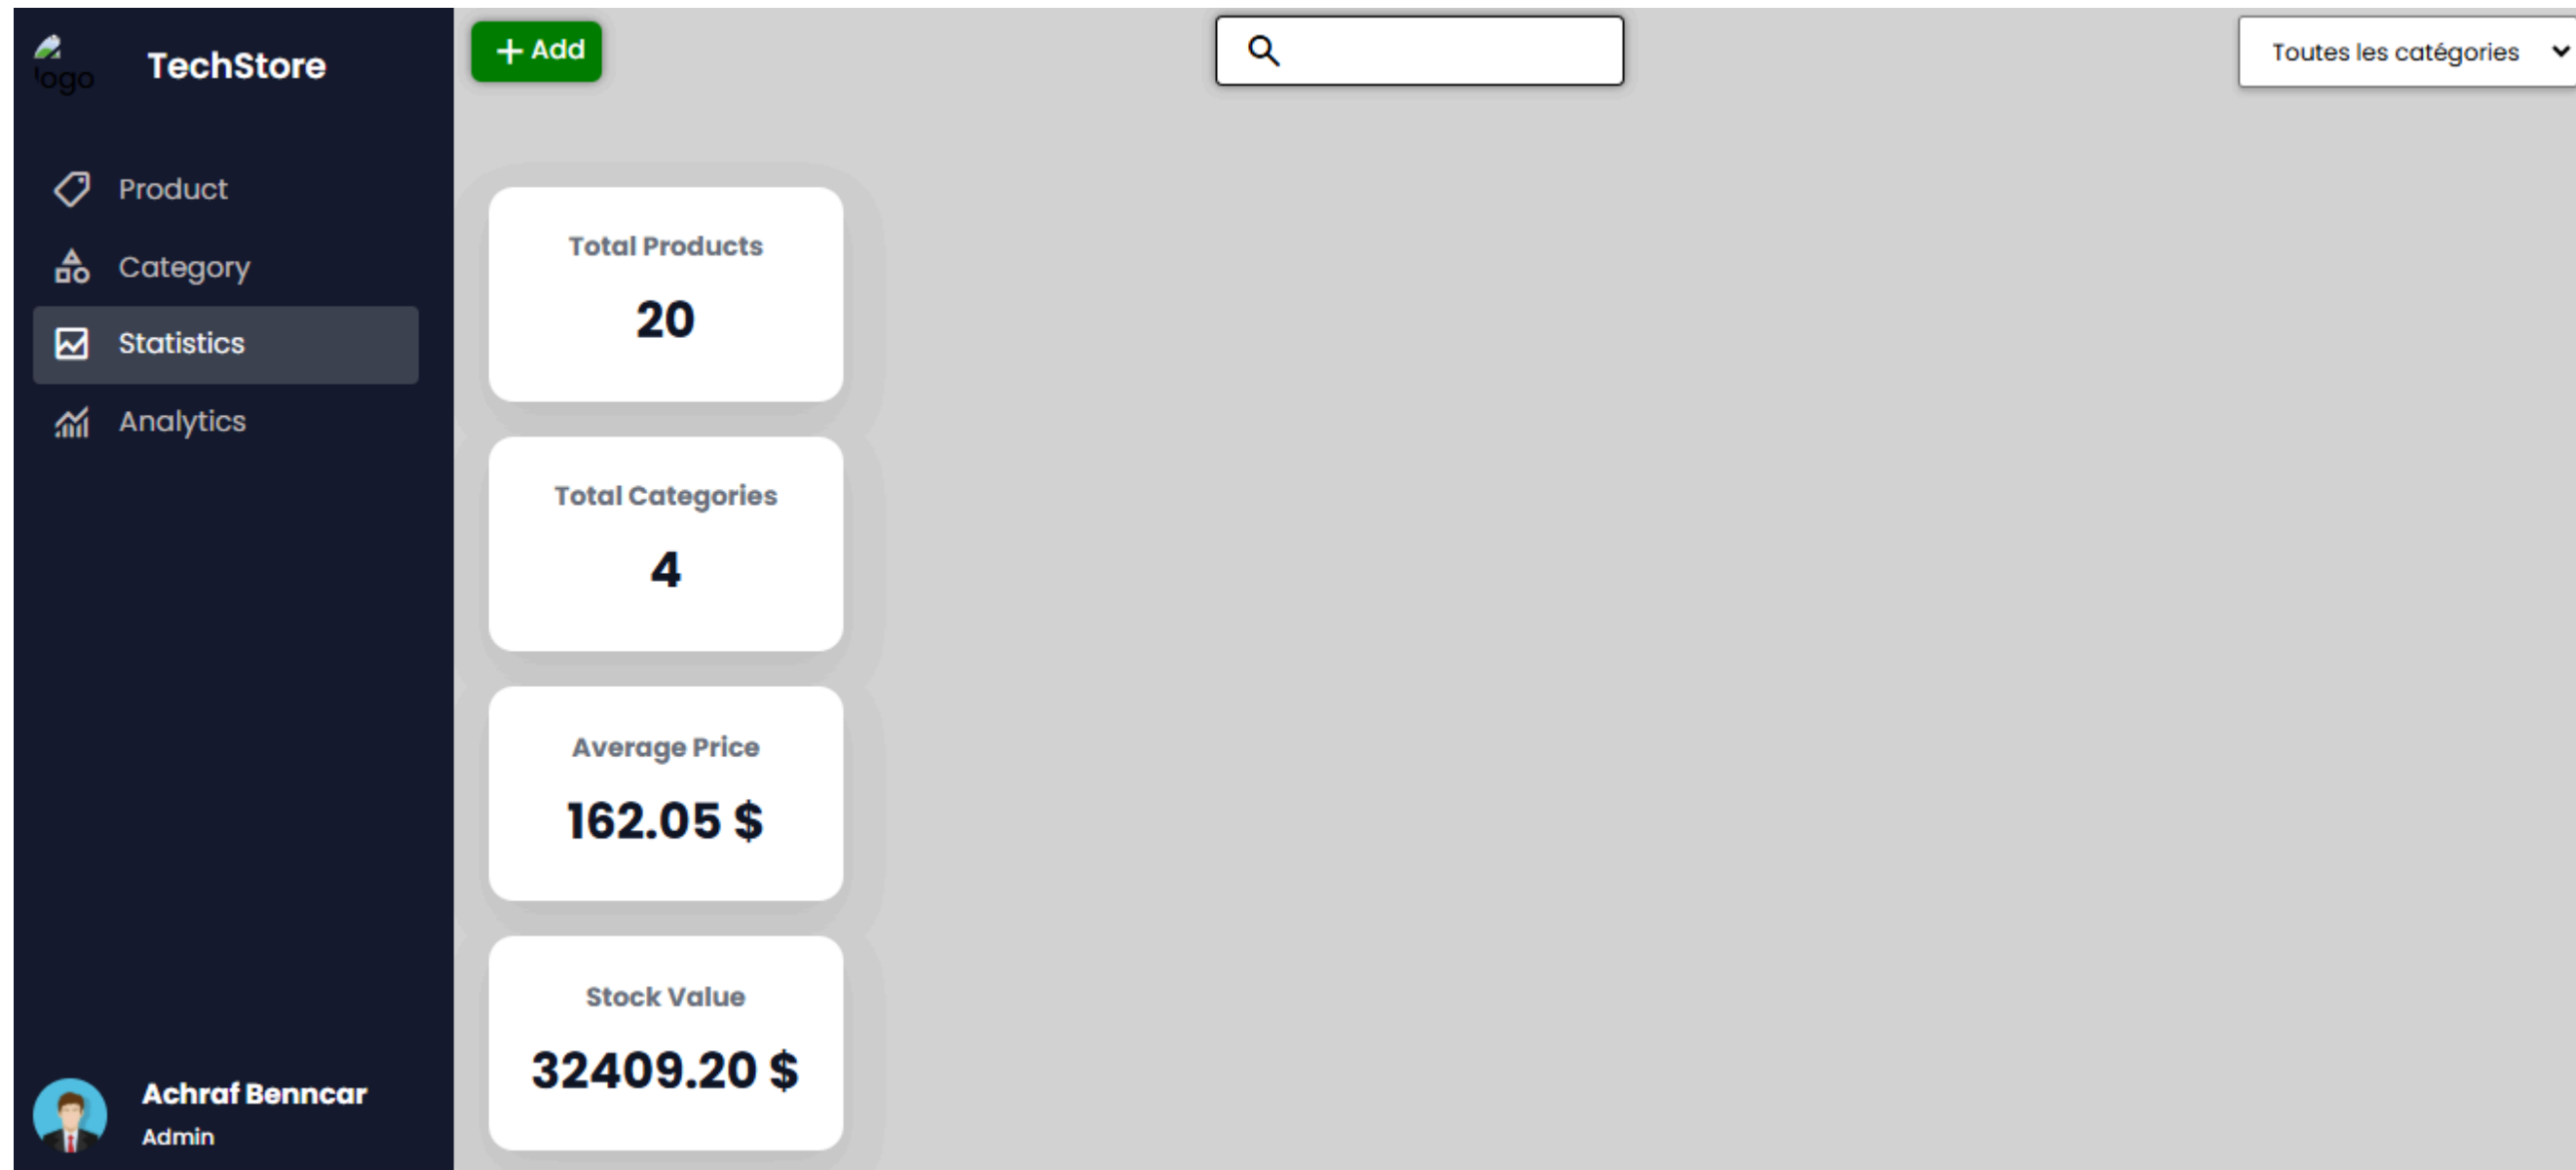 logo
TechStore
Product
Category
Statistics
Analytics
Achraf Benncar
Admin
+ Add
Toutes les catégories
Total Products
20
Total Categories
4
Average Price
162.05 $
Stock Value
32409.20 $